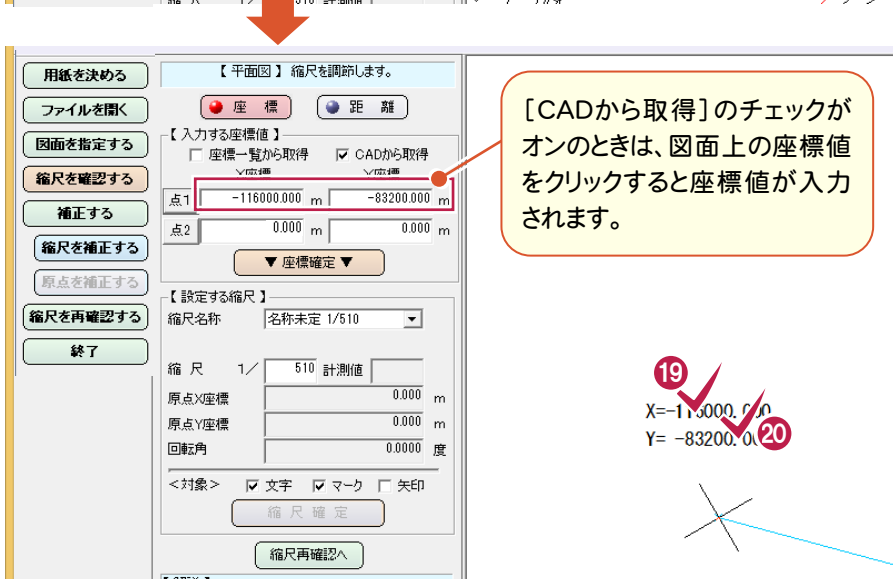 縮 尺 1／ 510 計測値
用紙を決める
ファイルを開く
図面を指定する
縮尺を確認する
補正する
縮尺を補正する
原点を補正する
縮尺を再確認する
終了
【 平面図 】 縮尺を調節します。
座 標 距 離
【 入力する座標値 】
座標一覧から取得 CADから取得
X座標 Y座標
点1 -116000.000 m -83200.000 m
点2 0.000 m 0.000 m
▼ 座標確定 ▼
【 設定する縮尺 】
縮尺名称 名称未定 1/510
縮 尺 1／ 510 計測値
原点X座標 0.000 m
原点Y座標 0.000 m
回転角 0.0000 度
<対象> 文字 マーク 矢印
縮 尺 確 定
縮尺再確認へ
［CADから取得］のチェックが
オンのときは、図面上の座標値
をクリックすると座標値が入力
されます。
⑲
X=-116000.000
Y= -83200.00
⑳